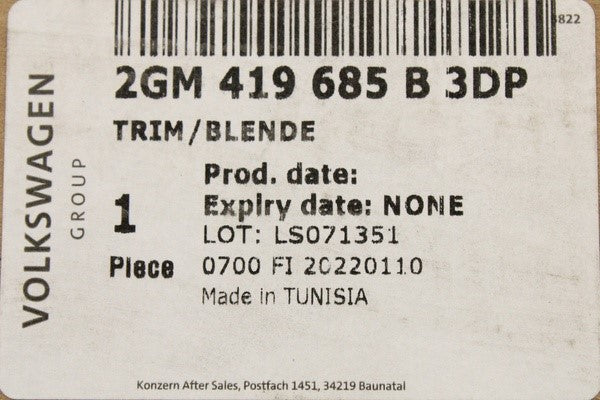 8822
2GM 419 685 B 3DP
TRIM/BLENDE
Prod. date:
1
Expiry date: NONE
LOT: LS071351
Piece
0700 FI 20220110
Made in TUNISIA
VOLKSWAGEN
GROUP
Konzern After Sales, Postfach 1451, 34219 Baunatal